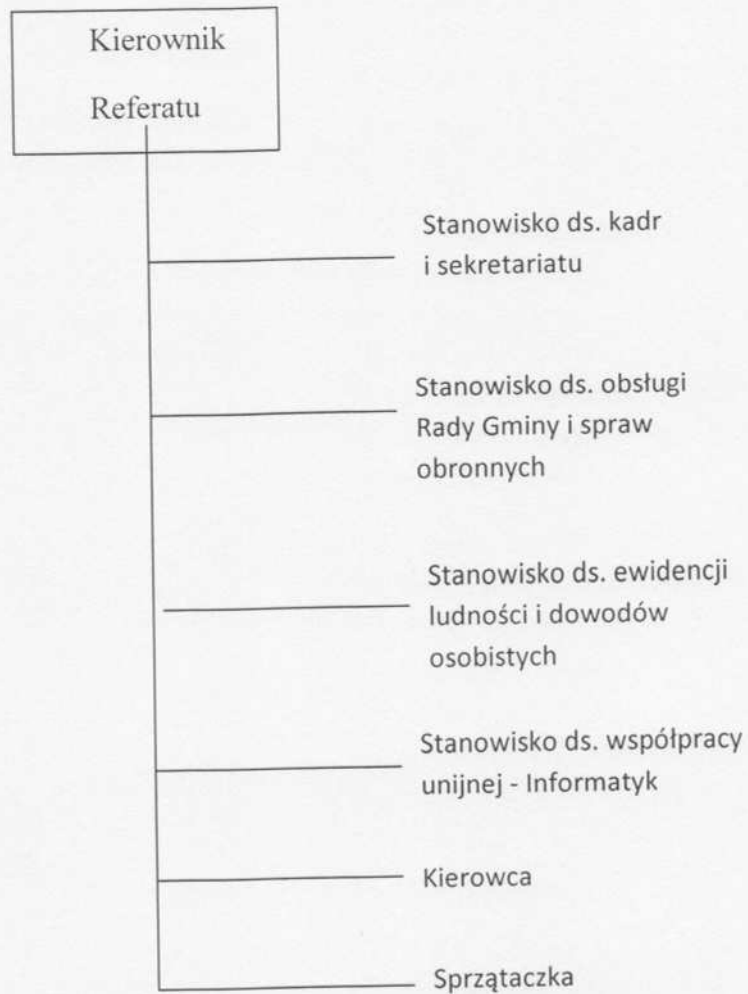 Kierownik
Referatu
Stanowisko ds. kadr
i sekretariatu
Stanowisko ds. obsługi
Rady Gminy i spraw
obronnych
Stanowisko ds. ewidencji
ludności i dowodów
osobistych
Stanowisko ds. współpracy
unijnej - Informatyk
Kierowca
Sprzątaczka